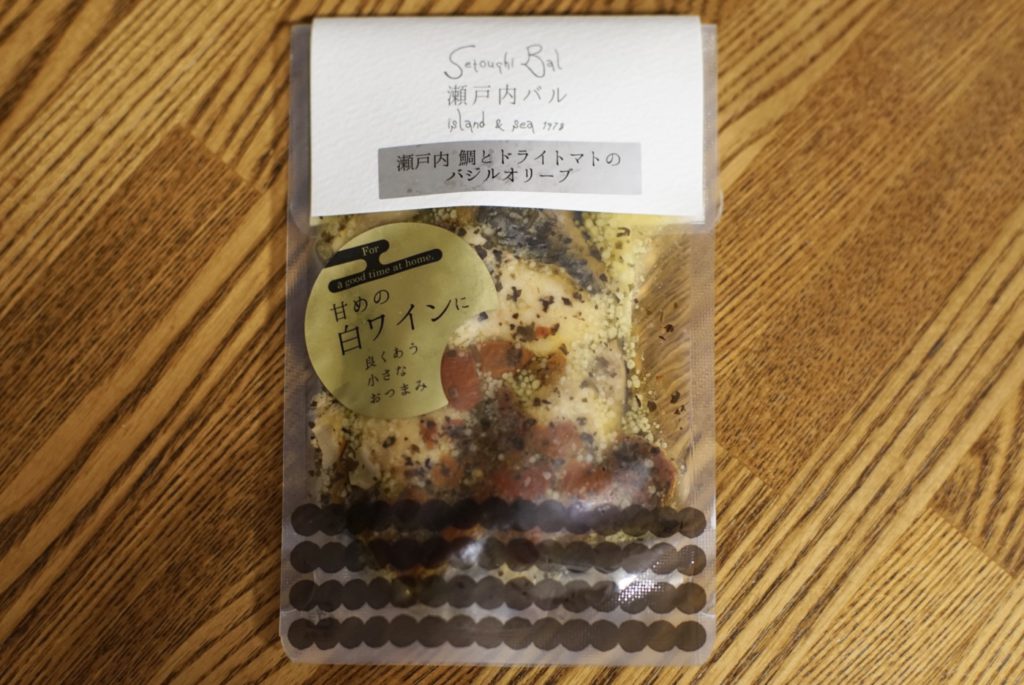 Setouchi Bal
瀬戸内バル
island & sea 1978
瀬戸内 鯛とドライトマトの
バジルオリーブ
For
a good time at home.
甘めの
白ワインに
良くあう
小さな
おつまみ